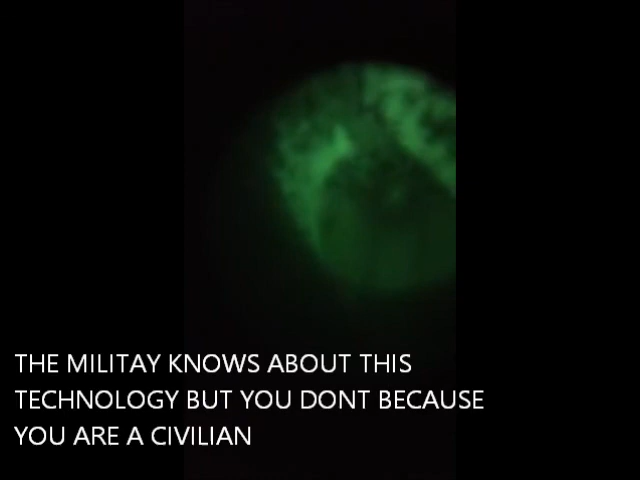 THE MILITAY KNOWS ABOUT THIS
TECHNOLOGY BUT YOU DONT BECAUSE
YOU ARE A CIVILIAN